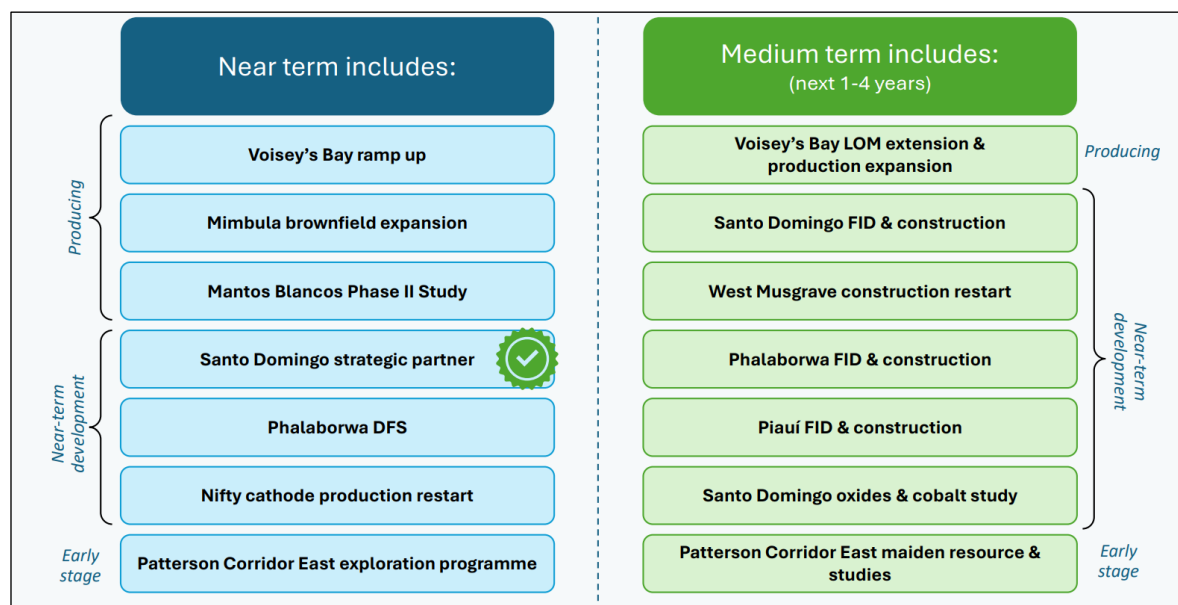 Near term includes:
Producing
Voisey's Bay ramp up
Mimbula brownfield expansion
Mantos Blancos Phase II Study
Near-term
development
Santo Domingo strategic partner
Phalaborwa DFS
Nifty cathode production restart
Early
stage
Patterson Corridor East exploration programme
Medium term includes:
(next 1-4 years)
Voisey's Bay LOM extension &
production expansion
Producing
Santo Domingo FID & construction
West Musgrave construction restart
Phalaborwa FID & construction
Piauí FID & construction
Santo Domingo oxides & cobalt study
Near-term
development
Patterson Corridor East maiden resource &
studies
Early
stage